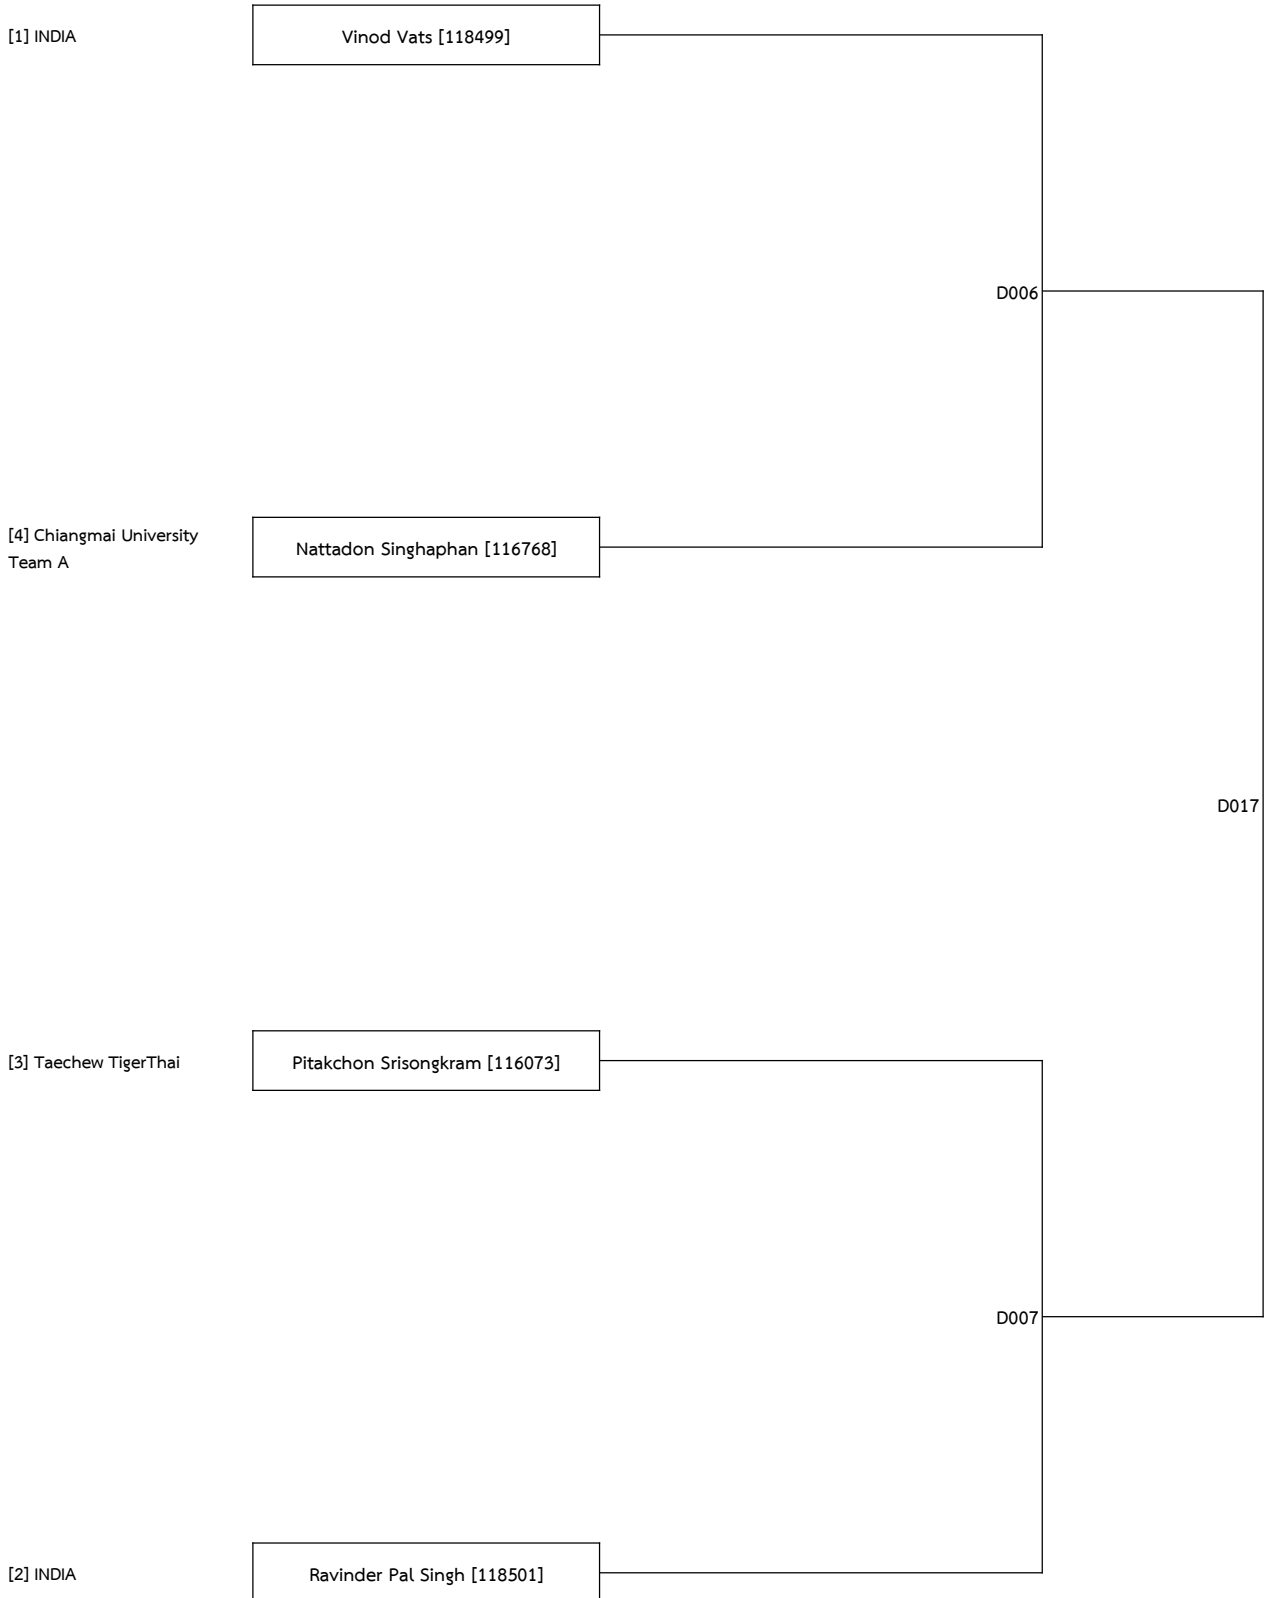 [1] INDIA
Vinod Vats [118499]
D006
[4] Chiangmai University
Team A
Nattadon Singhaphan [116768]
D017
[3] Taechew TigerThai
Pitakchon Srisongkram [116073]
D007
[2] INDIA
Ravinder Pal Singh [118501]